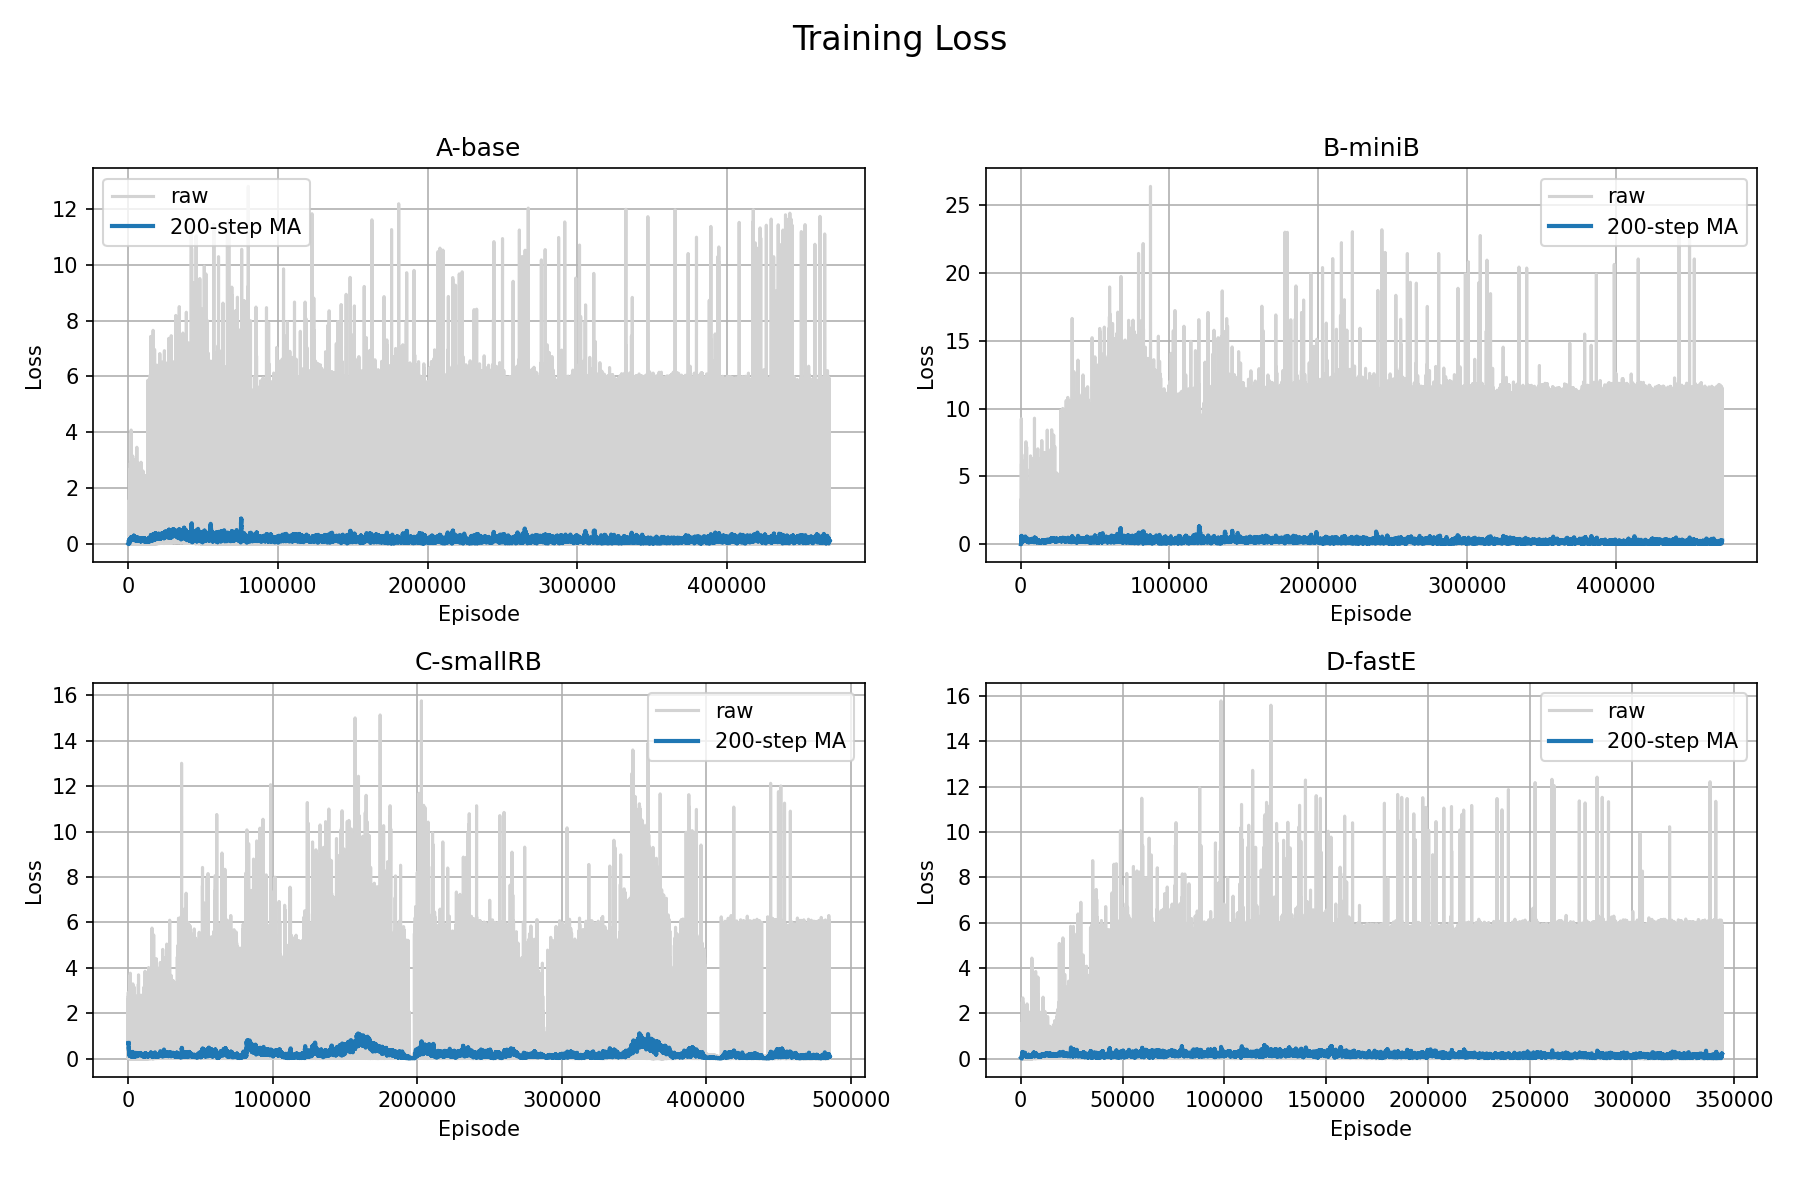 Training Loss
A-base
12
10
8
6
4
2
0
Loss
raw
200-step MA
0 100000 200000 300000 400000
Episode
B-miniB
25
20
15
10
5
0
Loss
raw
200-step MA
0 100000 200000 300000 400000
Episode
C-smallRB
16
14
12
10
8
6
4
2
0
Loss
raw
200-step MA
0 100000 200000 300000 400000 500000
Episode
D-fastE
16
14
12
10
8
6
4
2
0
Loss
raw
200-step MA
0 50000 100000 150000 200000 250000 300000 350000
Episode